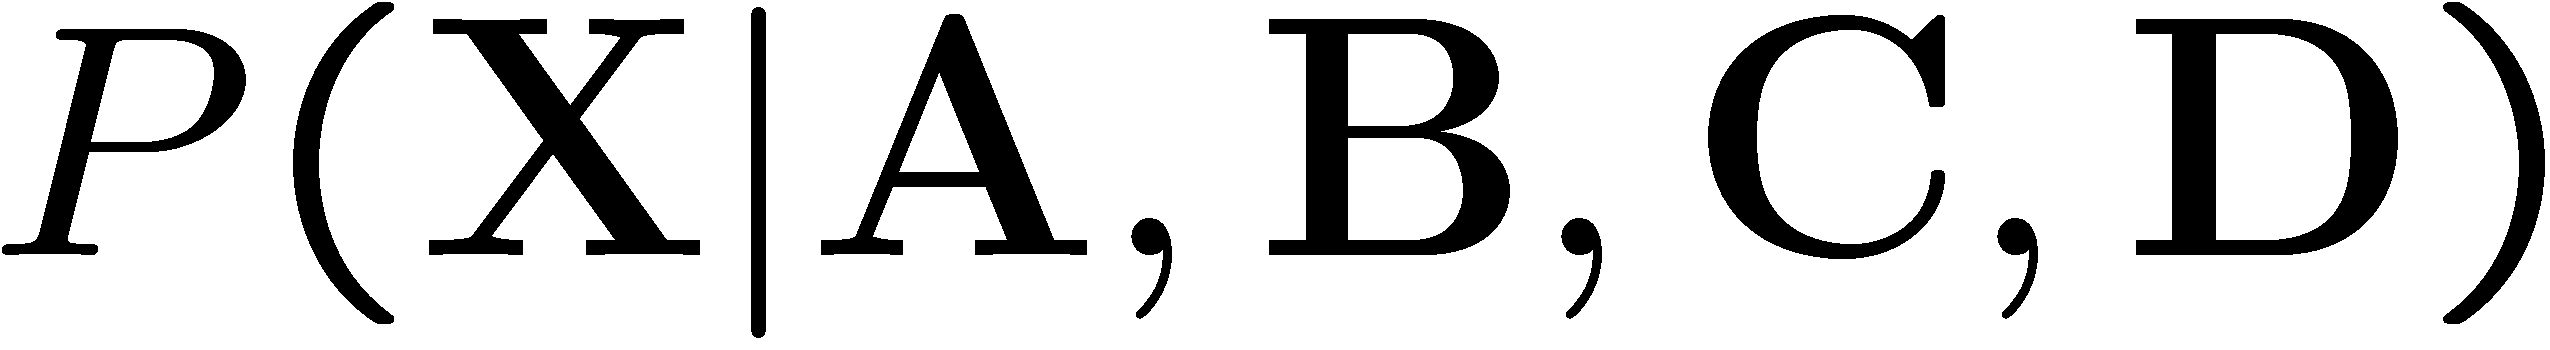 P(X|A, B, C, D)